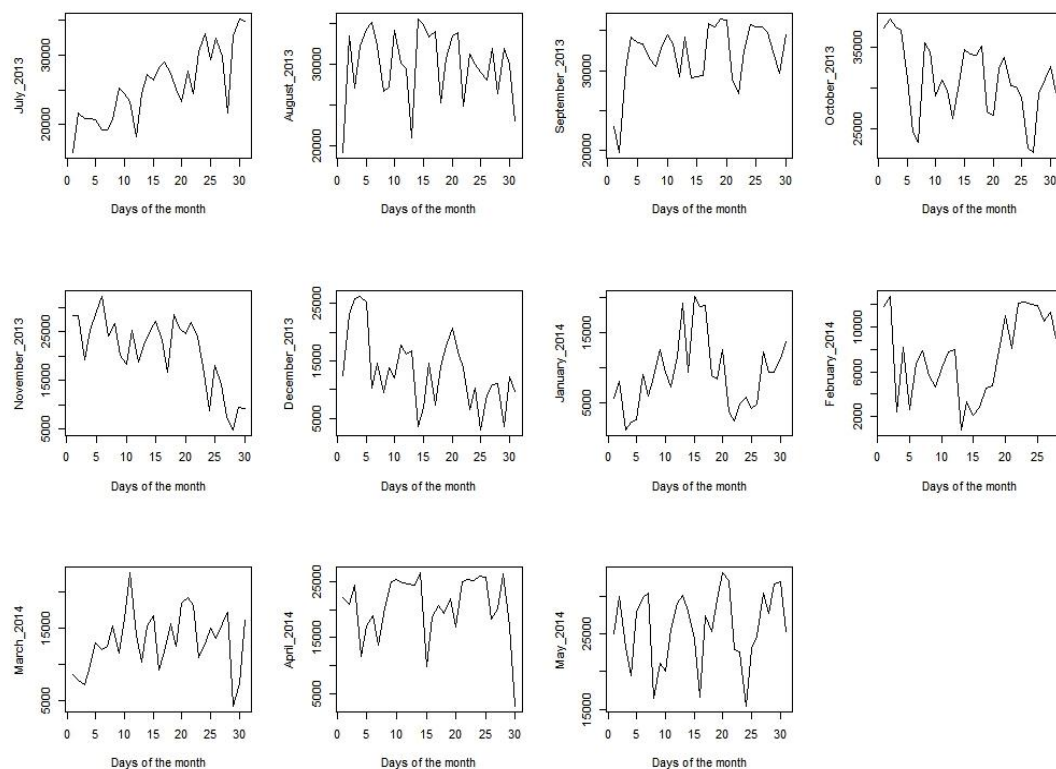 July_2013
20000 30000
0 5 10 15 20 25 30
Days of the month
August_2013
20000 30000
0 5 10 15 20 25 30
Days of the month
September_2013
20000 30000
0 5 10 15 20 25 30
Days of the month
October_2013
25000 35000
0 5 10 15 20 25
Days of the month
November_2013
5000 15000 25000
0 5 10 15 20 25 30
Days of the month
December_2013
5000 15000 25000
0 5 10 15 20 25 30
Days of the month
January_2014
5000 15000
0 5 10 15 20 25 30
Days of the month
February_2014
2000 6000 10000
0 5 10 15 20 25
Days of the month
March_2014
5000 15000
0 5 10 15 20 25 30
Days of the month
April_2014
5000 15000 25000
0 5 10 15 20 25 30
Days of the month
May_2014
15000 25000
0 5 10 15 20 25 30
Days of the month